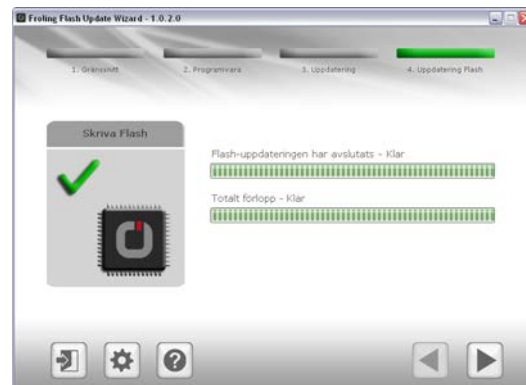 Froling Flash Update Wizard - 1.0.2.0
1. Gränssnitt
2. Programvara
3. Uppdatering
4. Uppdatering Flash
Skriva Flash
Flash-uppdateringen har avslutats - Klar
Totalt förlopp - Klar